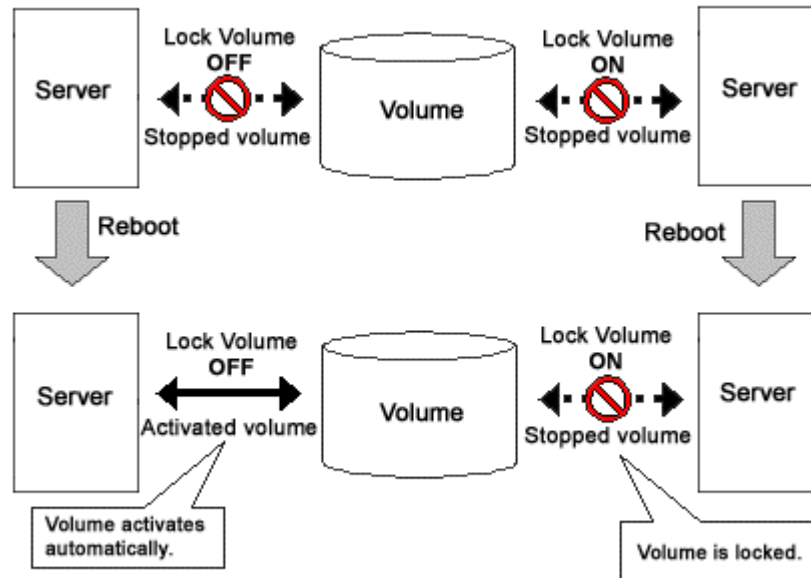 Server
Lock Volume
OFF
Stopped volume
Volume
Lock Volume
ON
Stopped volume
Server
Reboot
Reboot
Server
Lock Volume
OFF
Activated volume
Volume
Lock Volume
ON
Stopped volume
Server
Volume activates
automatically.
Volume is locked.